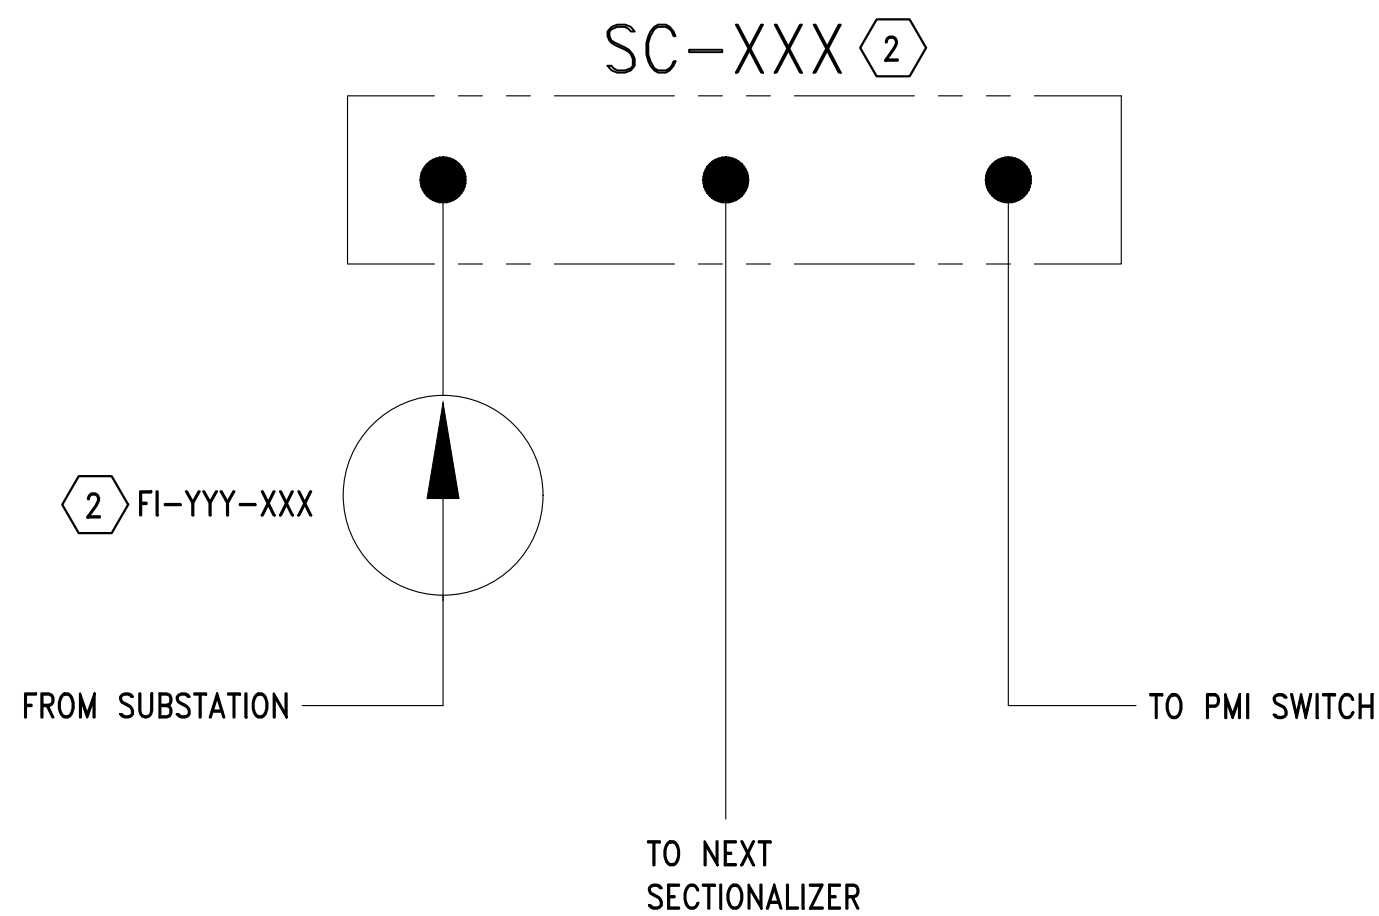 SC-XXX 2
2 FI-YYY-XXX
FROM SUBSTATION
TO PMI SWITCH
TO NEXT
SECTIONALIZER